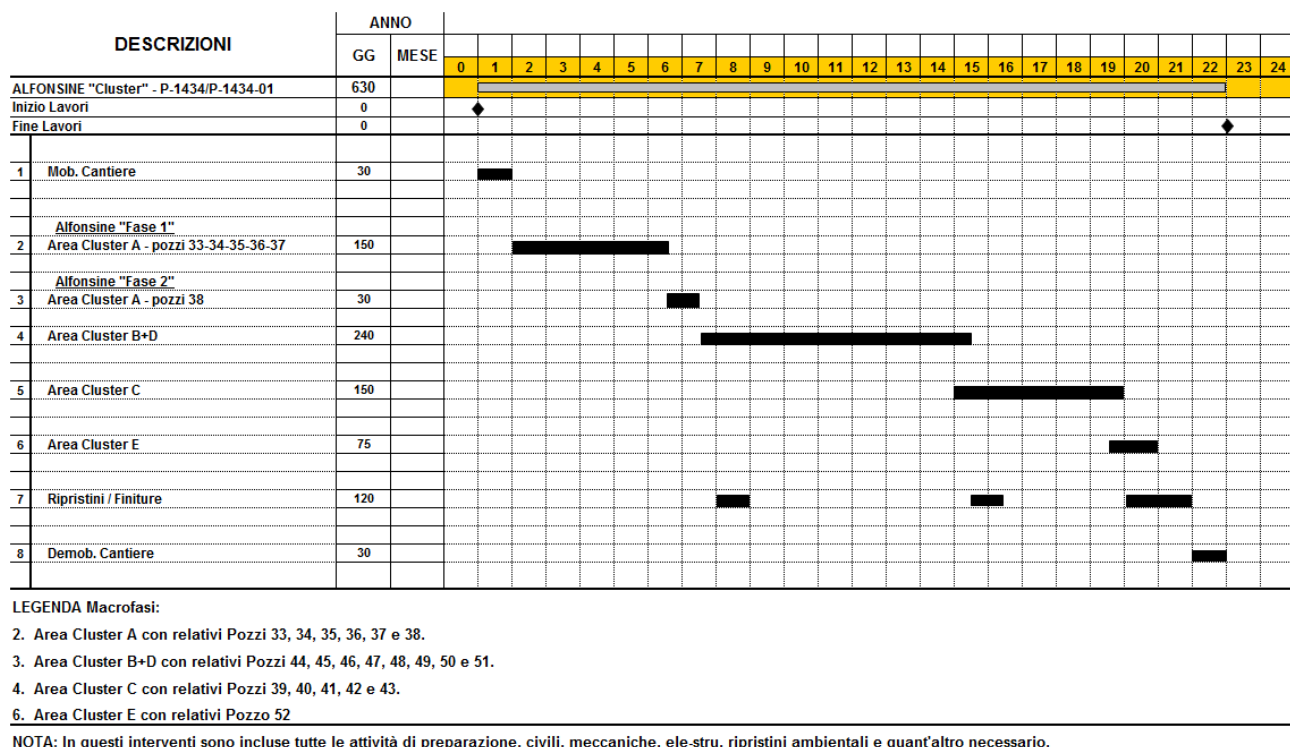 DESCRIZIONI
ANNO
GG MESE
0 1 2 3 4 5 6 7 8 9 10 11 12 13 14 15 16 17 18 19 20 21 22 23 24
ALFONSINE "Cluster" - P-1434/P-1434-01 630
Inizio Lavori 0
Fine Lavori 0
1 Mob. Cantiere 30
Alfonsine "Fase 1"
2 Area Cluster A - pozzi 33-34-35-36-37 150
Alfonsine "Fase 2"
3 Area Cluster A - pozzi 38 30
4 Area Cluster B+D 240
5 Area Cluster C 150
6 Area Cluster E 75
7 Ripristini / Finiture 120
8 Demob. Cantiere 30
LEGENDA Macrofasi:
2. Area Cluster A con relativi Pozzi 33, 34, 35, 36, 37 e 38.
3. Area Cluster B+D con relativi Pozzi 44, 45, 46, 47, 48, 49, 50 e 51.
4. Area Cluster C con relativi Pozzi 39, 40, 41, 42 e 43.
6. Area Cluster E con relativi Pozzo 52
NOTA: In questi interventi sono incluse tutte le attività di preparazione, civili, meccaniche, ele-stru, ripristini ambientali e quant'altro necessario.